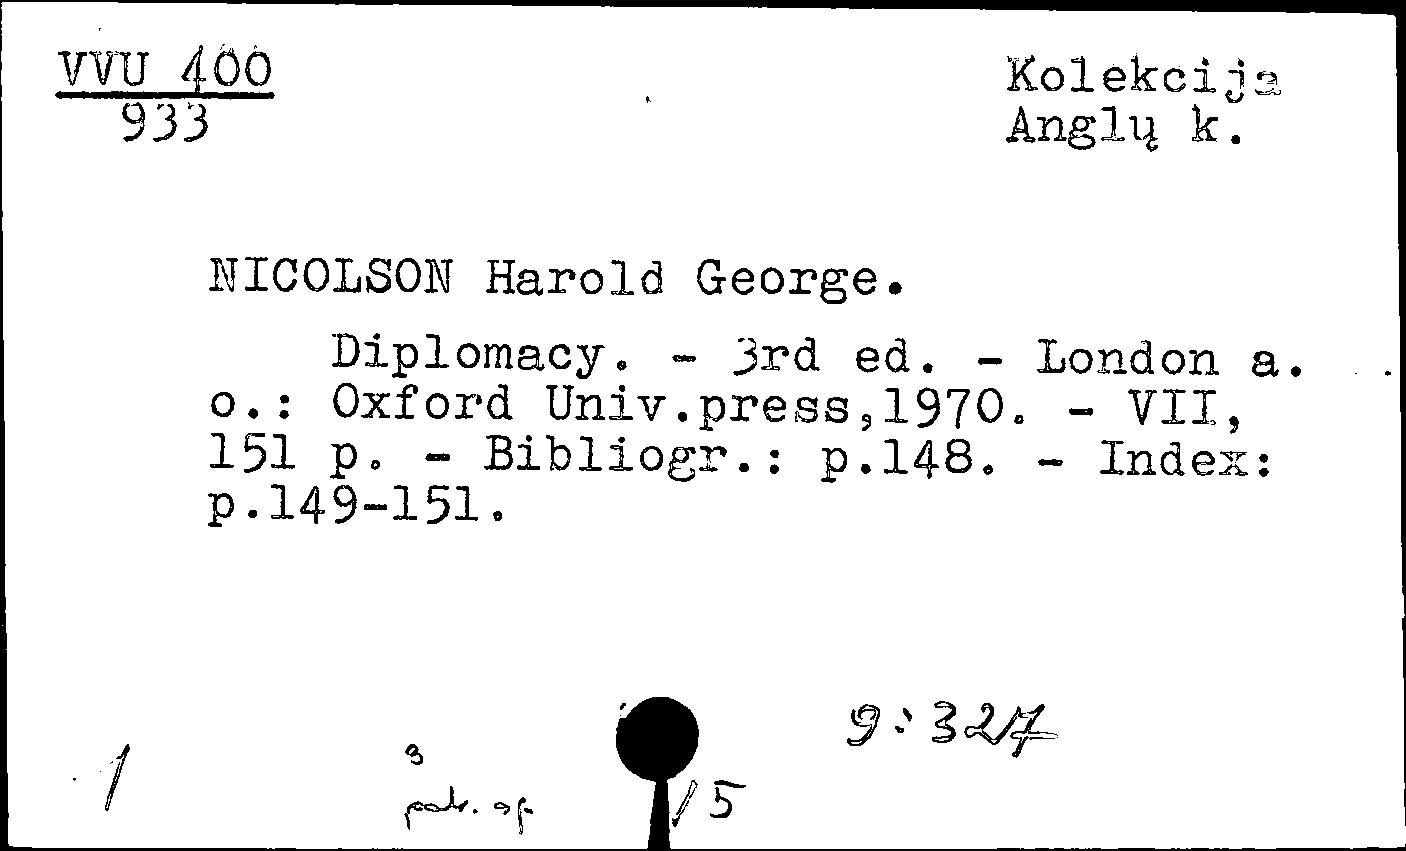 VVU 400
933
Kolekcija
Anglų k.
NICOLSON Harold George.
Diplomacy. - 3rd ed. - London a.
o.: Oxford Univ.press,1970. - VII,
151 p. - Bibliogr.: p.148. - Index:
p.149-151.
9:327
1
3
15